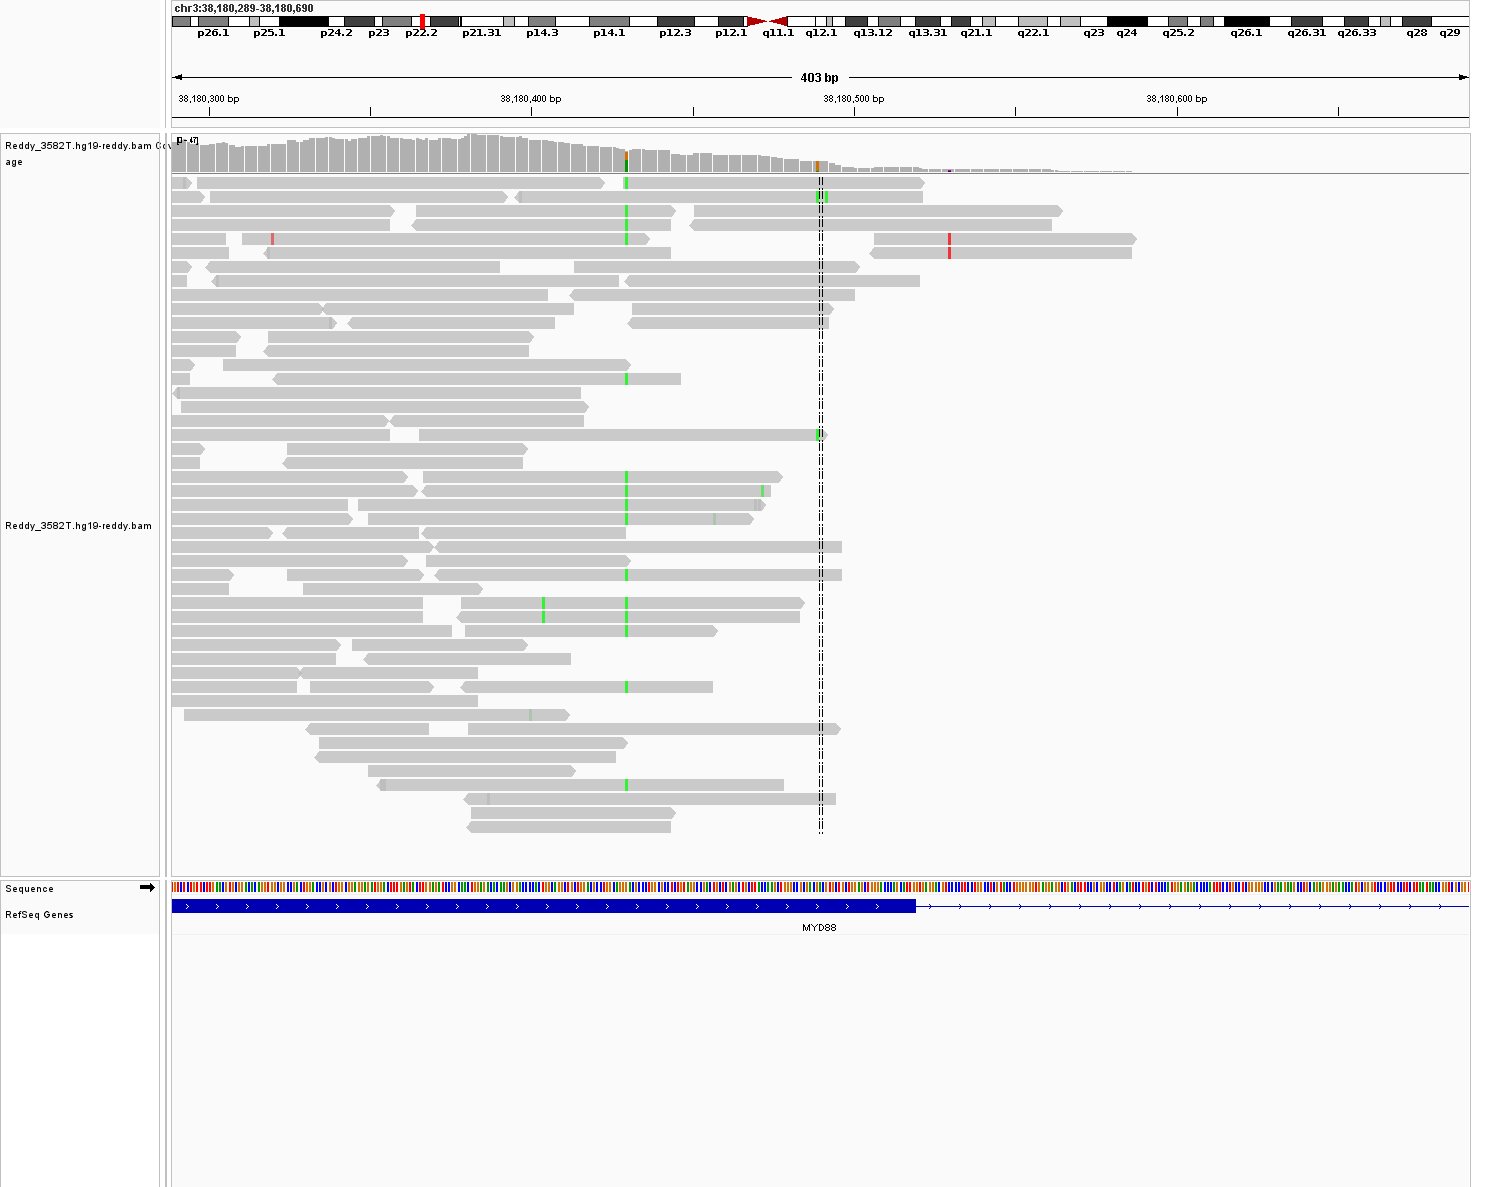 chr3:38,180,289-38,180,690
p26.1 p25.1 p24.2 p23 p22.2 p21.31 p14.3 p14.1 p12.3 p12.1 q11.1 q12.1 q13.12 q13.31 q21.1 q22.1 q23 q24 q25.2 q26.1 q26.31 q26.33 q28 q29
403 bp
38,180,300 bp 38,180,400 bp 38,180,500 bp 38,180,600 bp
Reddy_3582T.hg19-reddy.bam Cov
age
[0 - 47]
Reddy_3582T.hg19-reddy.bam
Sequence
RefSeq Genes
MYD88